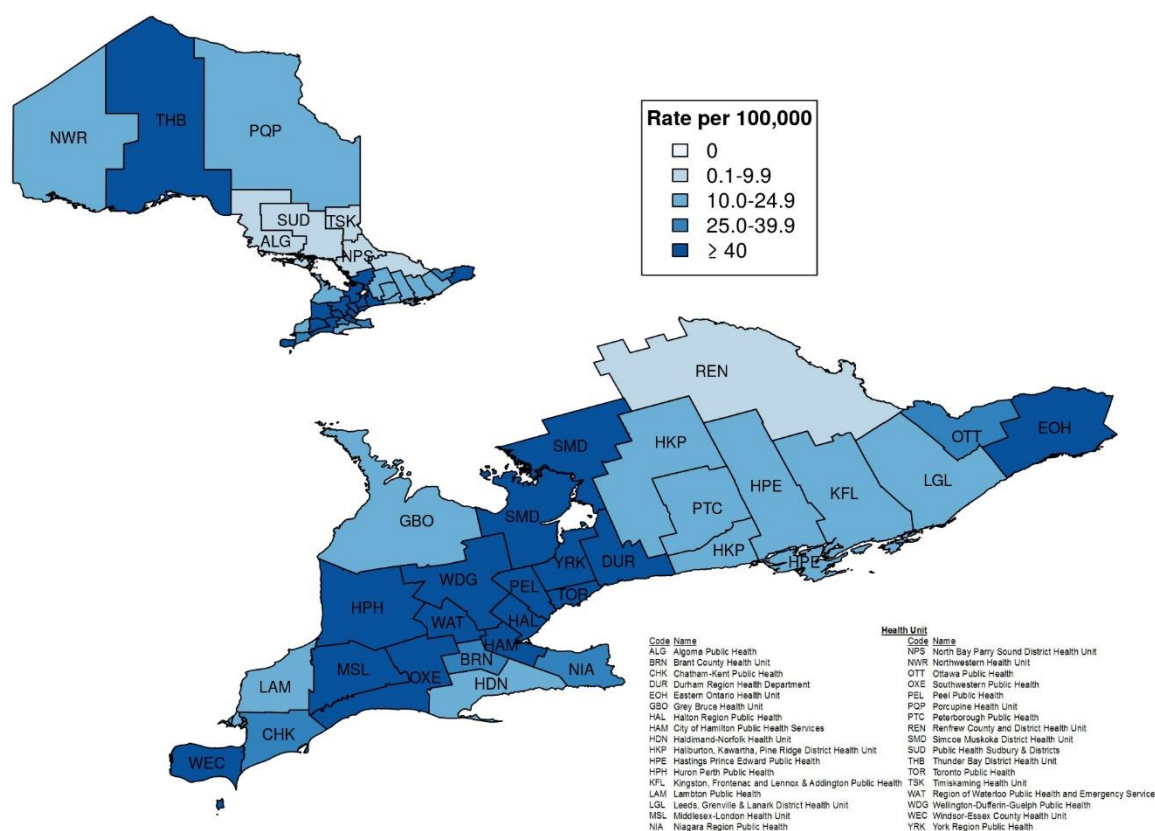 NWR
THB
PQP
SUD
TSK
ALG
NPS
Rate per 100,000
0
0.1-9.9
10.0-24.9
25.0-39.9
≥ 40
REN
SMD
HKP
OTT
EOH
HPE
KFL
LGL
PTC
GBO
SMD
HKP
HPE
YRK
DUR
WDG
PEL
TOR
HPH
WAT
HAL
HAM
BRN
NIA
MSL
OXE
HDN
LAM
CHK
WEC
Health Unit
Code Name Code Name
ALG Algoma Public Health NPS North Bay Parry Sound District Health Unit
BRN Brant County Health Unit NWR Northwestern Health Unit
CHK Chatham-Kent Public Health OTT Ottawa Public Health
DUR Durham Region Health Department OXE Southwestern Public Health
EOH Eastern Ontario Health Unit PEL Peel Public Health
GBO Grey Bruce Health Unit PQP Porcupine Health Unit
HAL Halton Region Public Health PTC Peterborough Public Health
HAM City of Hamilton Public Health Services REN Renfrew County and District Health Unit
HDN Haldimand-Norfolk Health Unit SMD Simcoe Muskoka District Health Unit
HKP Haliburton, Kawartha, Pine Ridge District Health Unit SUD Public Health Sudbury & Districts
HPE Hastings Prince Edward Public Health THB Thunder Bay District Health Unit
HPH Huron Perth Public Health TOR Toronto Public Health
KFL Kingston, Frontenac and Lennox & Addington Public Health TSK Timiskaming Health Unit
LAM Lambton Public Health WAT Region of Waterloo Public Health and Emergency Service
LGL Leeds, Grenville & Lanark District Health Unit WDG Wellington-Dufferin-Guelph Public Health
MSL Middlesex-London Health Unit WEC Windsor-Essex County Health Unit
NIA Niagara Region Public Health YRK York Region Public Health